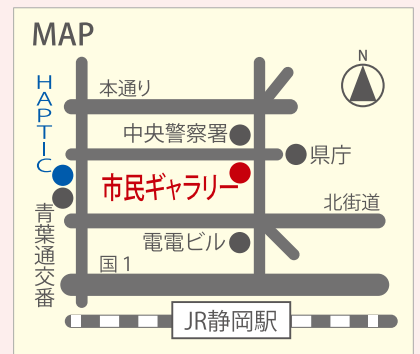 MAP
N
HAPTIC
本通り
中央警察署
県庁
市民ギャラリー
北街道
青葉通交番
電電ビル
国1
JR静岡駅